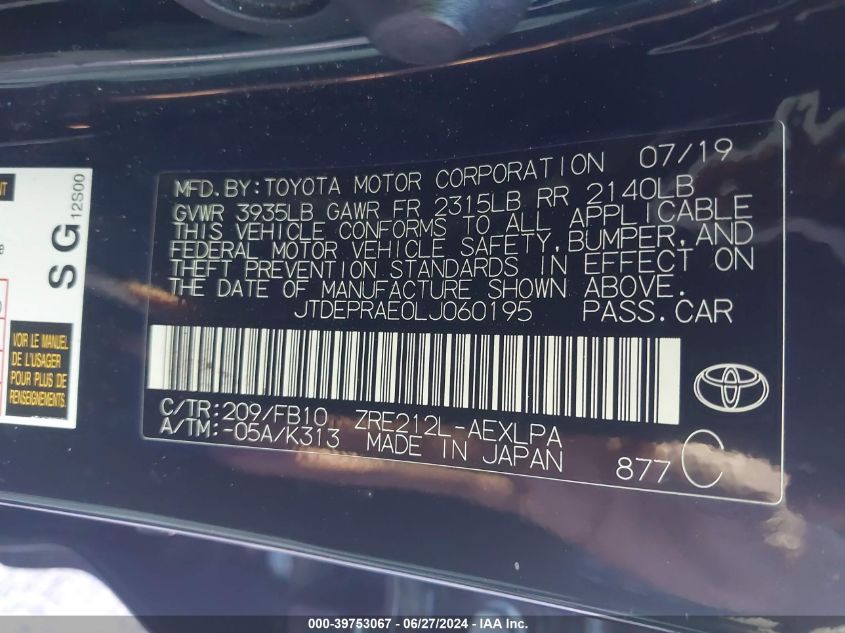 MFD. BY: TOYOTA MOTOR CORPORATION 07/19
GVWR 3935LB GAWR FR 2315LB RR 2140LB
THIS VEHICLE CONFORMS TO ALL APPLICABLE
FEDERAL MOTOR VEHICLE SAFETY, BUMPER, AND
THEFT PREVENTION STANDARDS IN EFFECT ON
THE DATE OF MANUFACTURE SHOWN ABOVE.
JTDEPRAE0LJ060195 PASS. CAR
C/TR: 209/FB10 ZRE212L-AEXLPA
A/TM: -05A/K313 MADE IN JAPAN
877 C
SG
12S00
VOIR LE MANUEL
DE L'USAGER
POUR PLUS DE
RENSEIGNEMENTS
000-39753067 - 06/27/2024 - IAA Inc.